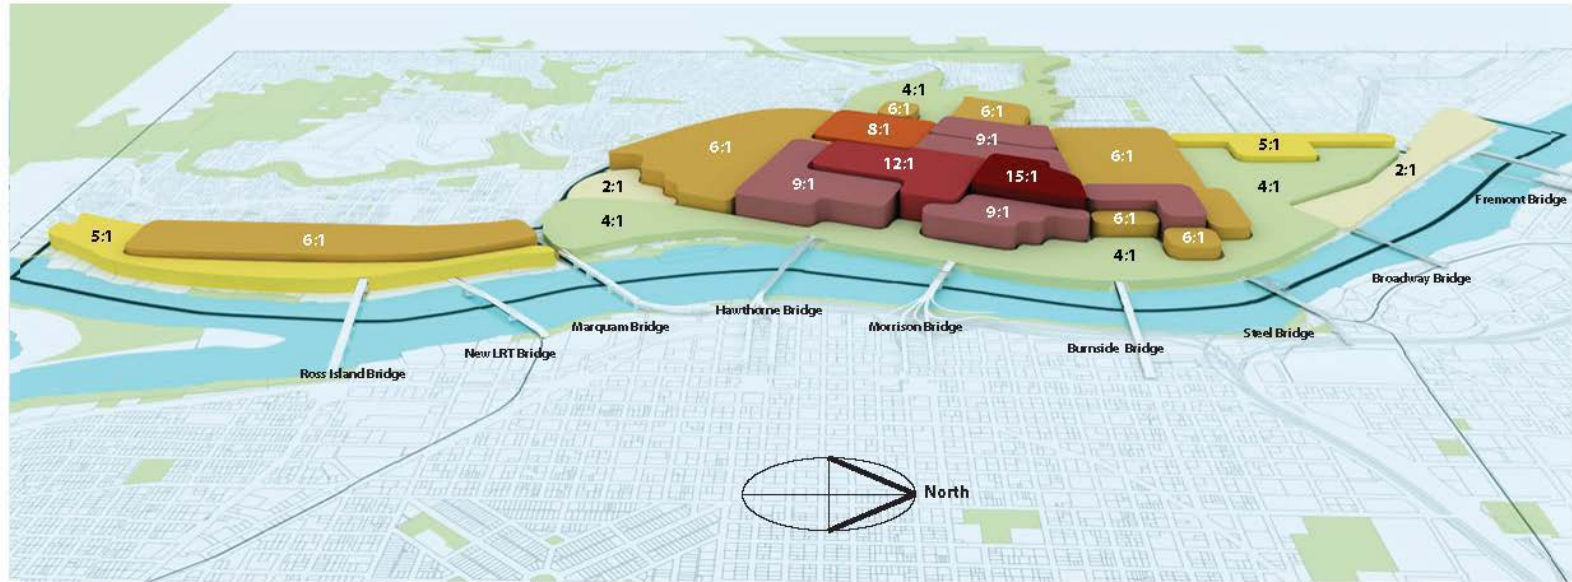 4:1
6:1
6:1
8:1
9:1
6:1
5:1
6:1
12:1
15:1
4:1
2:1
2:1
9:1
9:1
Fremont Bridge
4:1
6:1
5:1
6:1
6:1
4:1
Broadway Bridge
Hawthorne Bridge
Marquam Bridge
Morrison Bridge
Steel Bridge
New LRT Bridge
Burnside Bridge
Ross Island Bridge
North